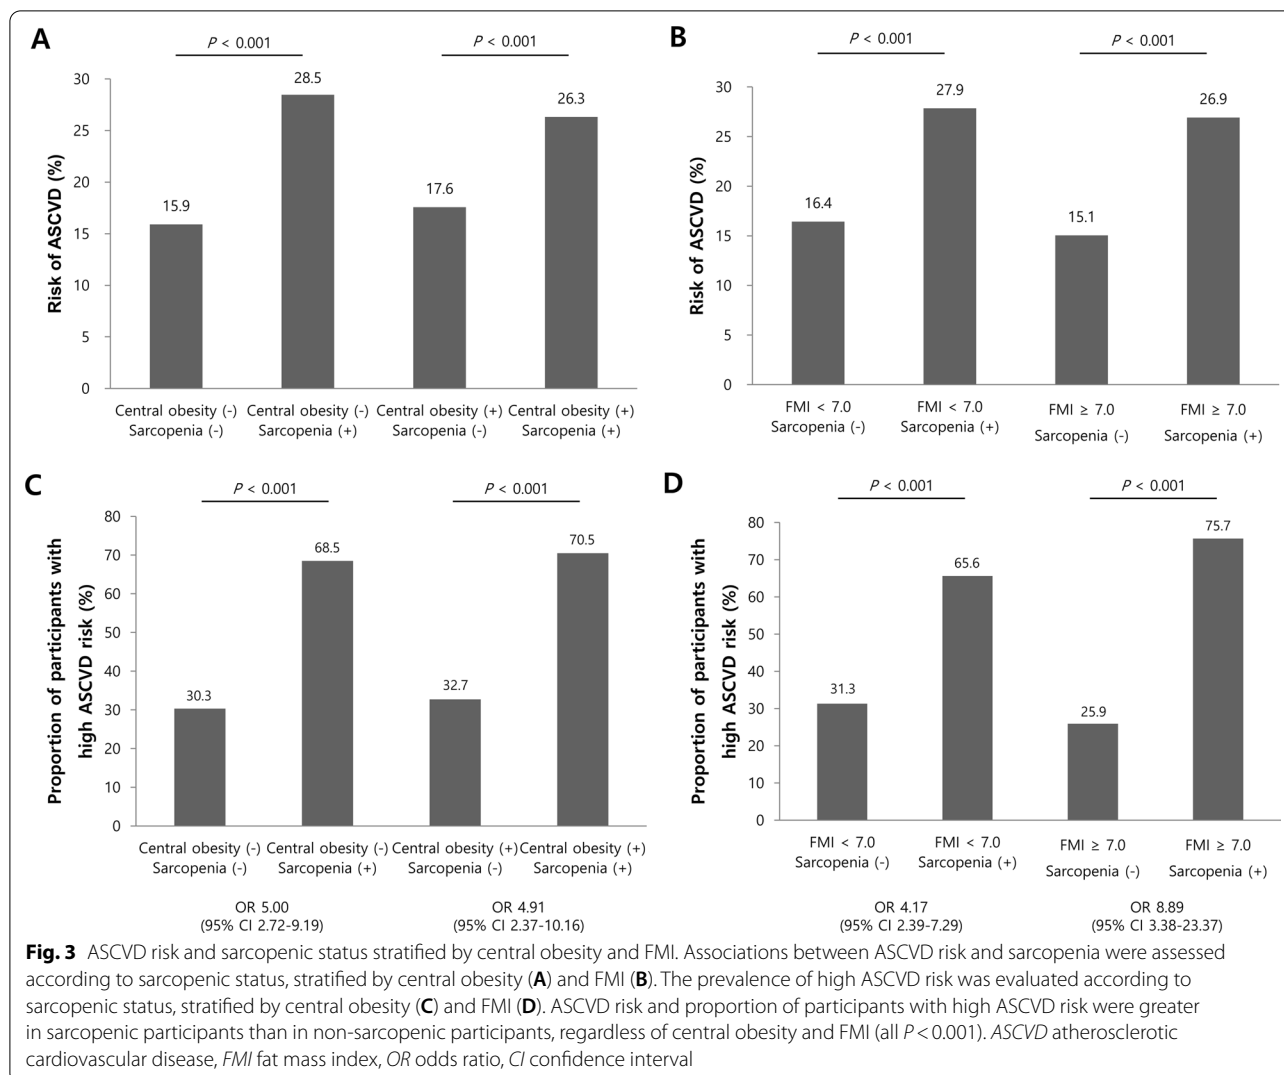 A
P < 0.001
P < 0.001
Risk of ASCVD (%)
30
25
20
15
10
5
0
15.9
28.5
17.6
26.3
Central obesity (-) Central obesity (-) Central obesity (+) Central obesity (+)
Sarcopenia (-) Sarcopenia (+) Sarcopenia (-) Sarcopenia (+)
B
P < 0.001
P < 0.001
Risk of ASCVD (%)
30
25
20
15
10
5
0
16.4
27.9
15.1
26.9
FMI < 7.0 FMI < 7.0 FMI ≥ 7.0 FMI ≥ 7.0
Sarcopenia (-) Sarcopenia (+) Sarcopenia (-) Sarcopenia (+)
C
P < 0.001
P < 0.001
Proportion of participants with
high ASCVD risk (%)
80
70
60
50
40
30
20
10
0
30.3
68.5
32.7
70.5
Central obesity (-) Central obesity (-) Central obesity (+) Central obesity (+)
Sarcopenia (-) Sarcopenia (+) Sarcopenia (-) Sarcopenia (+)
OR 5.00 OR 4.91
(95% CI 2.72-9.19) (95% CI 2.37-10.16)
D
P < 0.001
P < 0.001
Proportion of participants with
high ASCVD risk (%)
80
70
60
50
40
30
20
10
0
31.3
65.6
25.9
75.7
FMI < 7.0 FMI < 7.0 FMI ≥ 7.0 FMI ≥ 7.0
Sarcopenia (-) Sarcopenia (+) Sarcopenia (-) Sarcopenia (+)
OR 4.17 OR 8.89
(95% CI 2.39-7.29) (95% CI 3.38-23.37)
Fig. 3 ASCVD risk and sarcopenic status stratified by central obesity and FMI. Associations between ASCVD risk and sarcopenia were assessed
according to sarcopenic status, stratified by central obesity (A) and FMI (B). The prevalence of high ASCVD risk was evaluated according to
sarcopenic status, stratified by central obesity (C) and FMI (D). ASCVD risk and proportion of participants with high ASCVD risk were greater
in sarcopenic participants than in non-sarcopenic participants, regardless of central obesity and FMI (all P < 0.001). ASCVD atherosclerotic
cardiovascular disease, FMI fat mass index, OR odds ratio, CI confidence interval